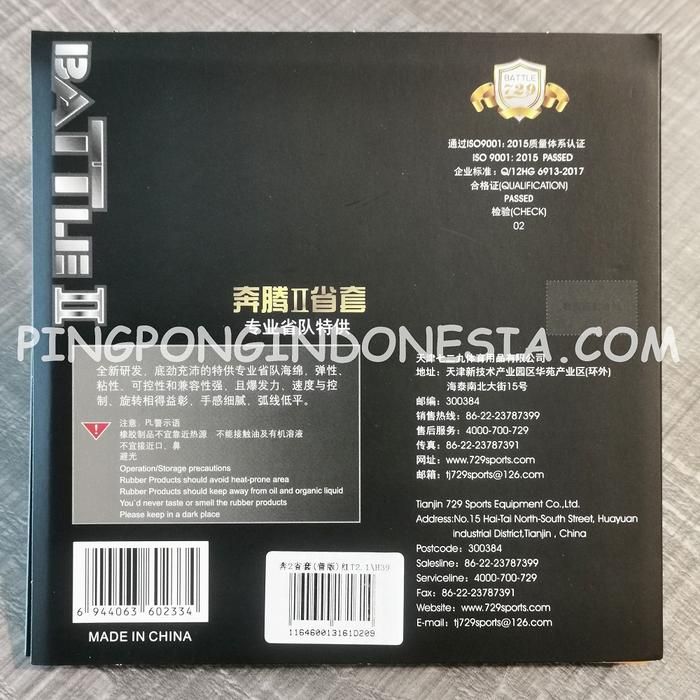 BATTLE II
BATTLE
729
通过ISO9001: 2015质量体系认证
ISO 9001: 2015 PASSED
企业标准: Q/12HG 6913-2017
合格证(QUALIFICATION)
PASSED
检验(CHECK)
02
奔腾II省套
专业省队特供
PINGPONGINDONESIA.COM
全新研发，底劲充沛的特供专业省队海绵，弹性、
粘性、可控性和兼容性强，且爆发力、速度与控
制、旋转相得益彰，手感细腻，弧线低平。
注意: PL警示语
橡胶制品不宜靠近热源 不能接触油及有机溶液
不宜接近口、鼻
避光
Operation/Storage precautions
Rubber Products should avoid heat-prone area
Rubber Products should keep away from oil and organic liquid
You'd never taste or smell the rubber products
Please keep in a dark place
天津七二九体育用品有限公司
地址: 天津新技术产业园区华苑产业区(环外)
海泰南北大街15号
邮编: 300384
销售热线: 86-22-23787399
售后服务: 4000-700-729
传真: 86-22-23787391
网址: www.729sports.com
邮箱: tj729sports@126.com
Tianjin 729 Sports Equipment Co.,Ltd.
Address:No.15 Hai-Tai North-South Street, Huayuan
industrial District,Tianjin , China
Postcode: 300384
Salesline: 86-22-23787399
Serviceline: 4000-700-729
Fax: 86-22-23787391
Website: www.729sports.com
E-mail: tj729sports@126.com
6 944063 602334
MADE IN CHINA
奔2省套(普版)红T2.1\H39
11646001316​1D209